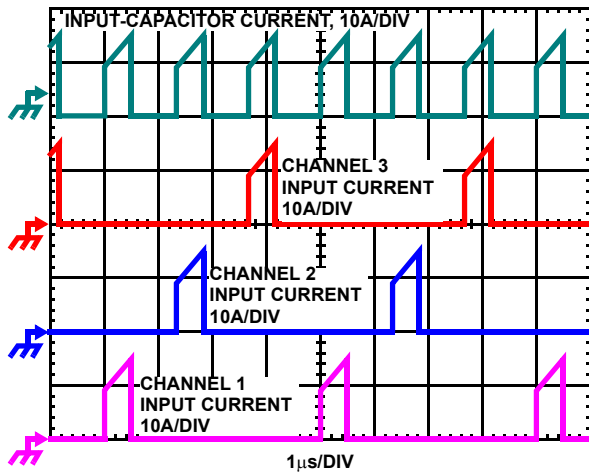 INPUT-CAPACITOR CURRENT, 10A/DIV
CHANNEL 3
INPUT CURRENT
10A/DIV
CHANNEL 2
INPUT CURRENT
10A/DIV
CHANNEL 1
INPUT CURRENT
10A/DIV
1μs/DIV